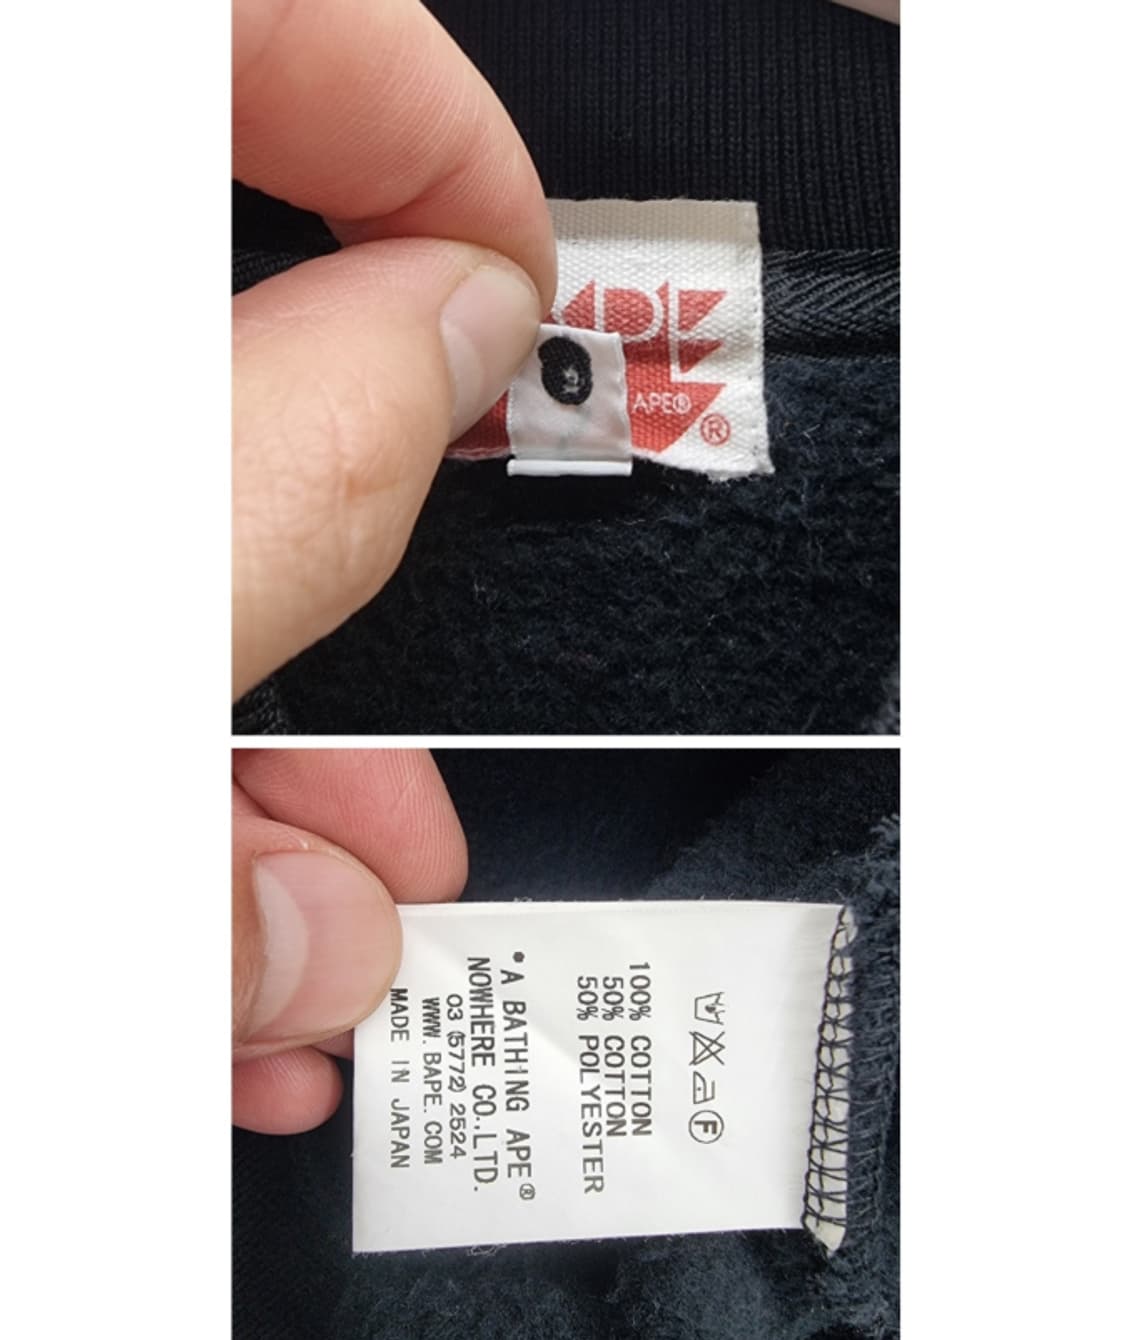 APE®
®
100% COTTON
50% COTTON
50% POLYESTER
A BATHING APE®
NOWHERE CO.,LTD.
03 (5772) 2524
WWW.BAPE.COM
MADE IN JAPAN
F